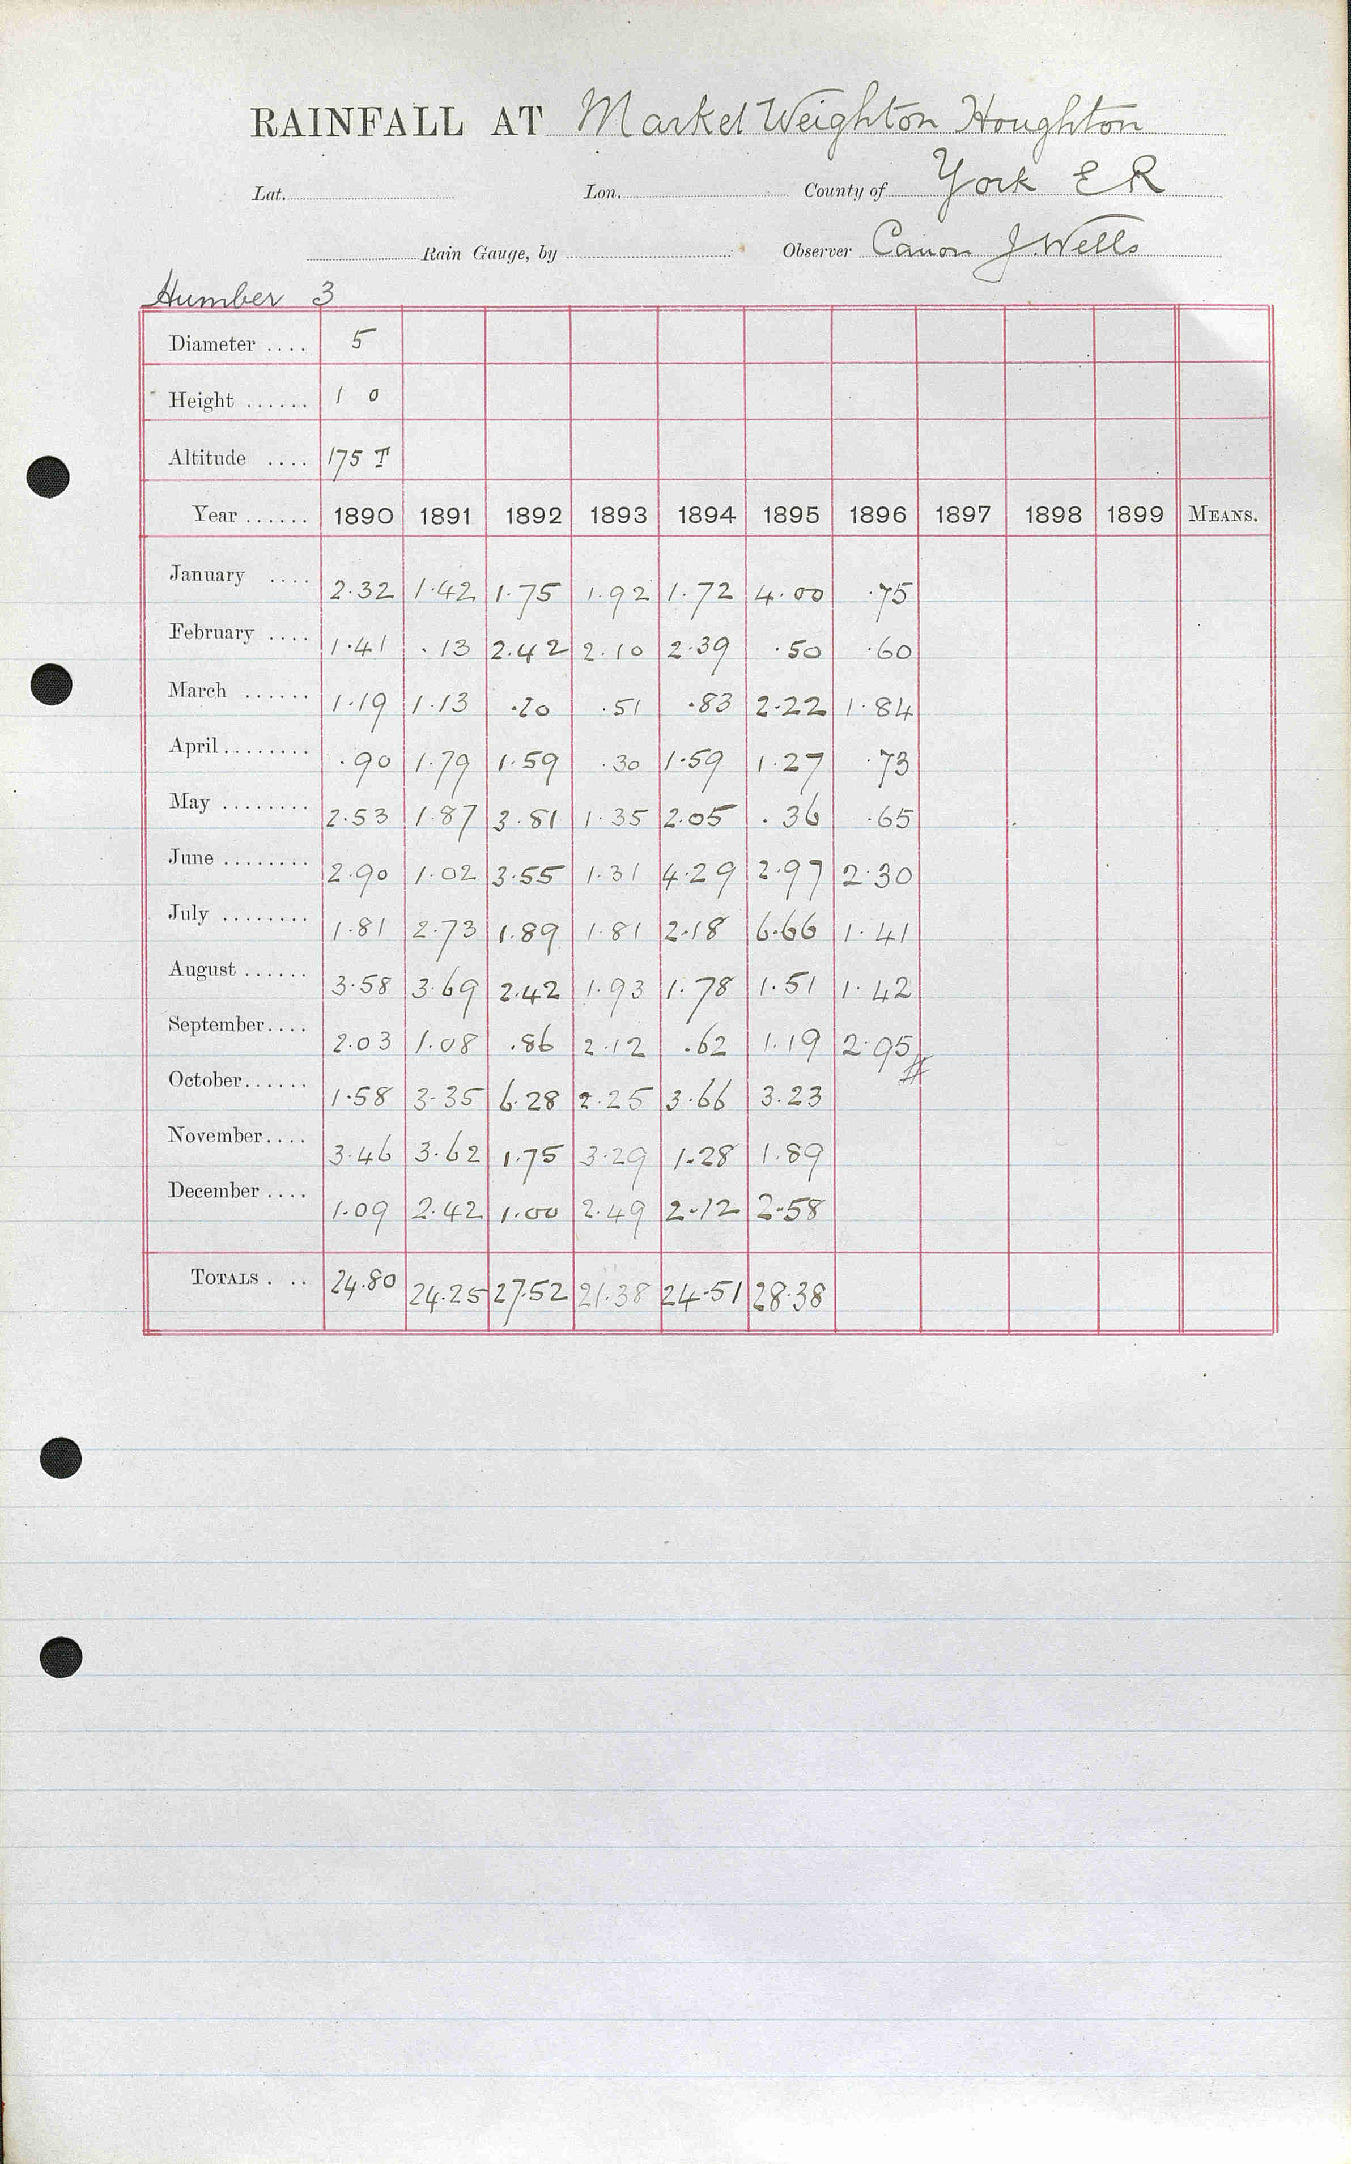 RAINFALL AT Market Weighton Houghton
Lat. Lon. County of York E R
Rain Gauge, by Observer Canon J. Wells
Humber 3
Diameter .... 5
Height ...... 1 0
Altitude .... 175 T
Year ...... 1890 1891 1892 1893 1894 1895 1896 1897 1898 1899 MEANS.
January .... 2.32 1.42 1.75 1.92 1.72 4.00 .75
February .... 1.41 .13 2.42 2.10 2.39 .50 .60
March ...... 1.19 1.13 .20 .51 .83 2.22 1.84
April ........ .90 1.79 1.59 .30 1.59 1.27 .73
May ........ 2.53 1.87 3.81 1.35 2.05 .36 .65
June ........ 2.90 1.02 3.55 1.31 4.29 2.97 2.30
July ........ 1.81 2.73 1.89 1.81 2.18 6.66 1.41
August ...... 3.58 3.69 2.42 1.93 1.78 1.51 1.42
September.... 2.03 1.08 .86 2.12 .62 1.19 2.95 #
October...... 1.58 3.35 6.28 2.25 3.66 3.23
November.... 3.46 3.62 1.75 3.29 1.28 1.89
December .... 1.09 2.42 1.00 2.49 2.12 2.58
TOTALS . .. 24.80 24.25 27.52 21.38 24.51 28.38